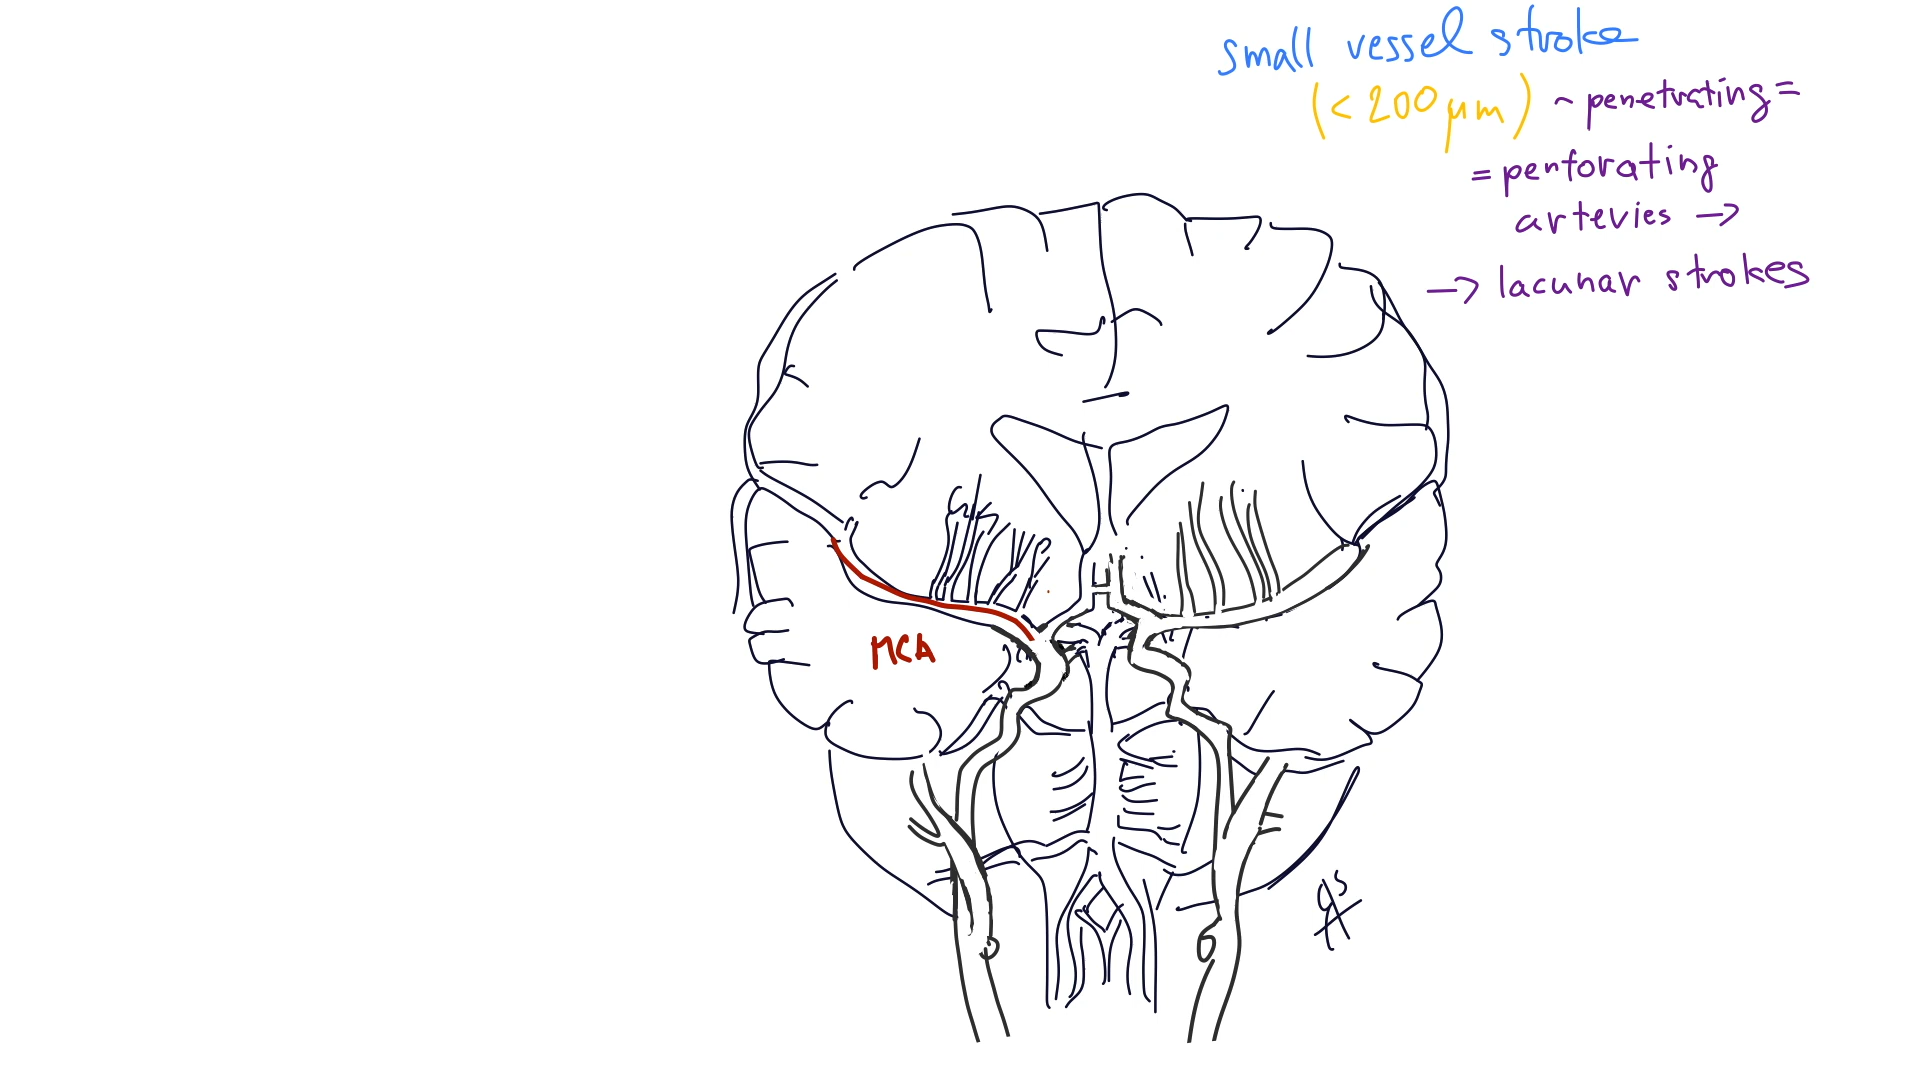 small vessel stroke
(< 200 µm) ~ penetrating =
= perforating
arteries →
→ lacunar strokes
MCA